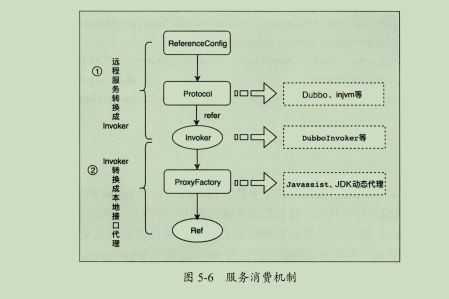 ①
远程服务转换成Invoker
ReferenceConfig
Protocol
Dubbo、injvm等
refer
Invoker
DubboInvoker等
②
Invoker转换成本地接口代理
ProxyFactory
Javassist、JDK动态代理
Ref
图 5-6 服务消费机制